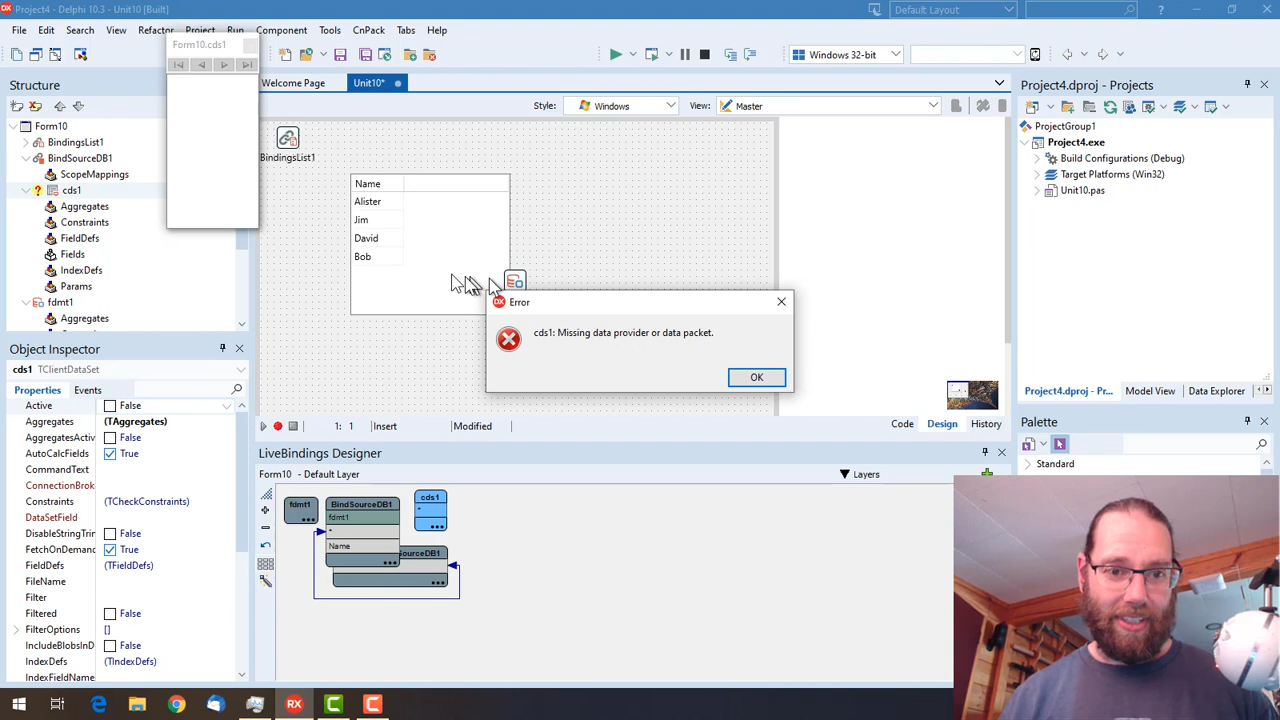 Project4 - Delphi 10.3 - Unit10 [Built]
Default Layout
File Edit Search View Refactor Project Run Component Tools CnPack Tabs Help
Form10.cds1
Windows 32-bit
Structure
Welcome Page
Unit10*
Style: Windows
View: Master
Project4.dproj - Projects
Form10
BindingsList1
BindSourceDB1
ScopeMappings
cds1
Aggregates
Constraints
FieldDefs
Fields
IndexDefs
Params
fdmt1
Aggregates
BindingsList1
Name
Alister
Jim
David
Bob
Error
cds1: Missing data provider or data packet.
OK
ProjectGroup1
Project4.exe
Build Configurations (Debug)
Target Platforms (Win32)
Unit10.pas
Object Inspector
cds1 TClientDataSet
Properties Events
Active False
Aggregates (TAggregates)
AggregatesActiv False
AutoCalcFields True
CommandText
ConnectionBrok
Constraints (TCheckConstraints)
DataSetField
DisableStringTrin False
FetchOnDemand True
FieldDefs (TFieldDefs)
FileName
Filter
Filtered False
FilterOptions []
IncludeBlobsInD False
IndexDefs (TIndexDefs)
IndexFieldName
1: 1 Insert Modified
Code Design History
Project4.dproj - Pr... Model View Data Explorer
Palette
Standard
LiveBindings Designer
Form10 - Default Layer
Layers
fdmt1
BindSourceDB1
fdmt1
*
Name
cds1
*
ourceDB1